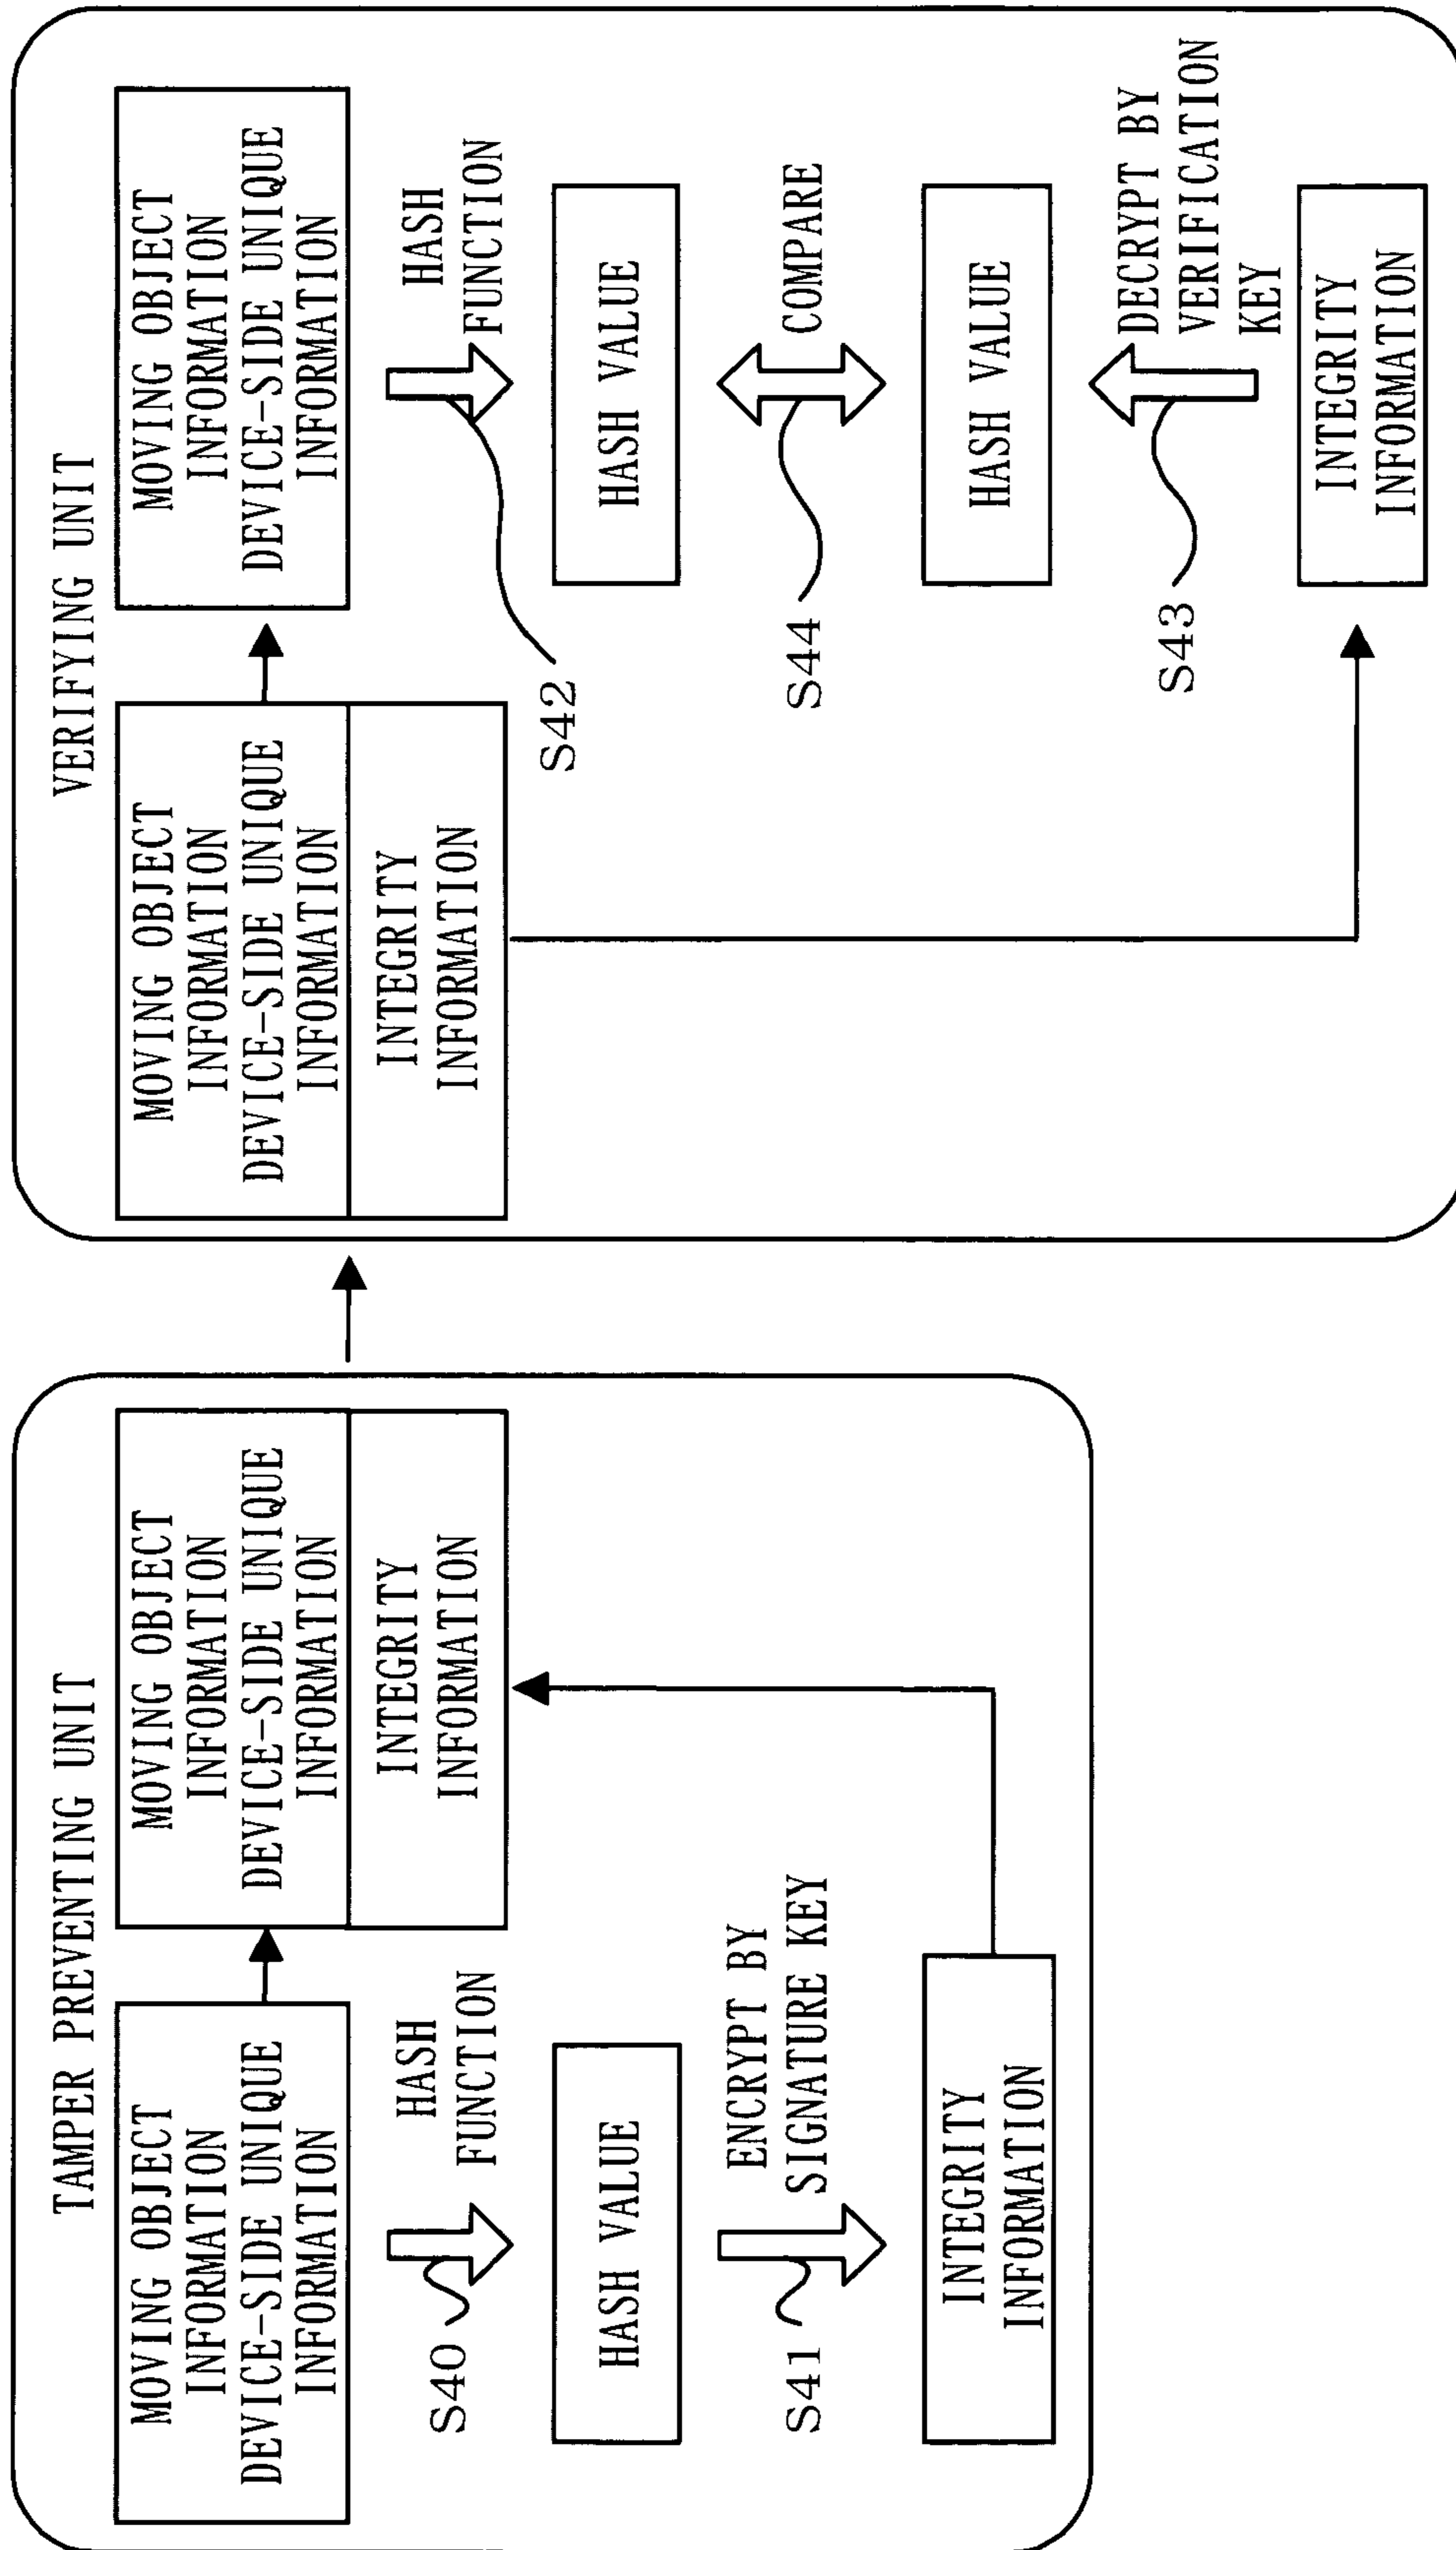 TAMPER PREVENTING UNIT
MOVING OBJECT
INFORMATION
DEVICE-SIDE UNIQUE
INFORMATION
S40
HASH
FUNCTION
HASH VALUE
S41
ENCRYPT BY
SIGNATURE KEY
INTEGRITY
INFORMATION
MOVING OBJECT
INFORMATION
DEVICE-SIDE UNIQUE
INFORMATION
INTEGRITY
INFORMATION
VERIFYING UNIT
MOVING OBJECT
INFORMATION
DEVICE-SIDE UNIQUE
INFORMATION
INTEGRITY
INFORMATION
MOVING OBJECT
INFORMATION
DEVICE-SIDE UNIQUE
INFORMATION
S42
HASH
FUNCTION
HASH VALUE
S44
COMPARE
HASH VALUE
S43
DECRYPT BY
VERIFICATION
KEY
INTEGRITY
INFORMATION